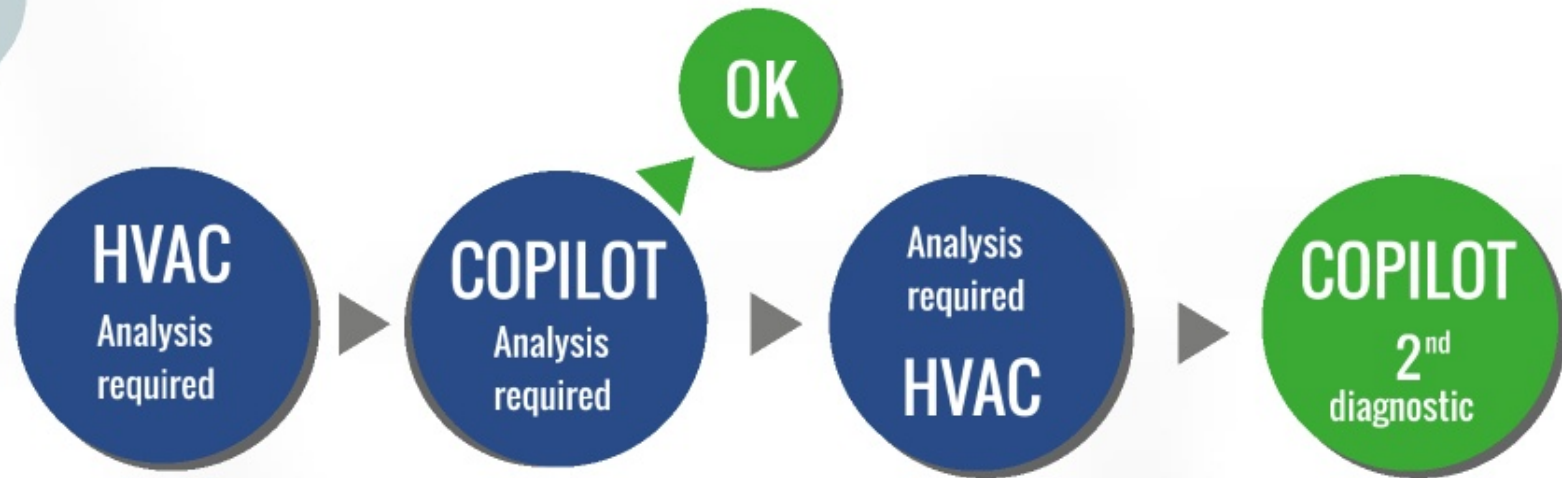 OK
HVAC
Analysis
required
COPILOT
Analysis
required
Analysis
required
HVAC
COPILOT
2nd
diagnostic